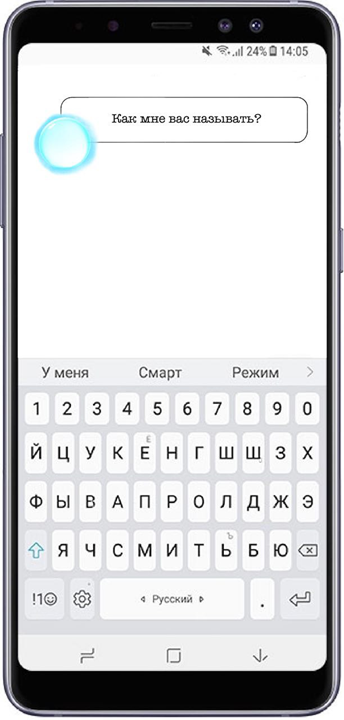 24% 14:05
Как мне вас называть?
У меня Смарт Режим
1 2 3 4 5 6 7 8 9 0
Й Ц У К Е Ё Н Г Ш Щ З Х
Ф Ы В А П Р О Л Д Ж Э
Я Ч С М И Т Ь Ъ Б Ю
!1☺ Русский .